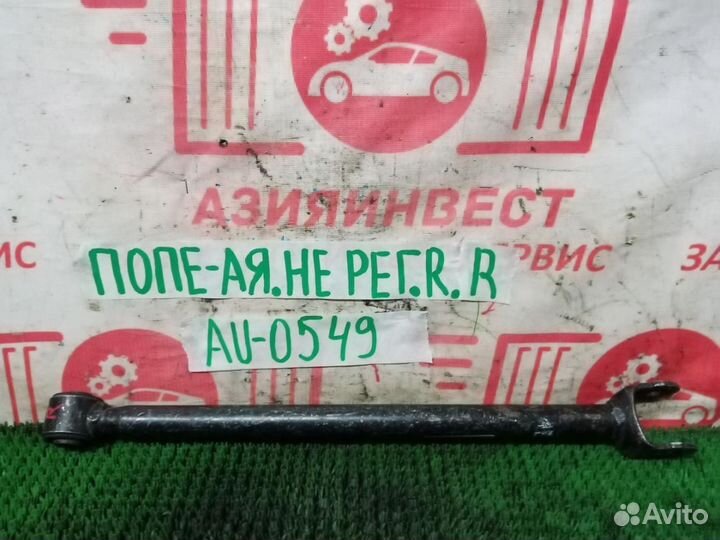 АЗИЯИНВЕСТ
РВИС
ЗА
ИС
ПОПЕ-АЯ.НЕ РЕГ.R.R
AU-0549
Avito